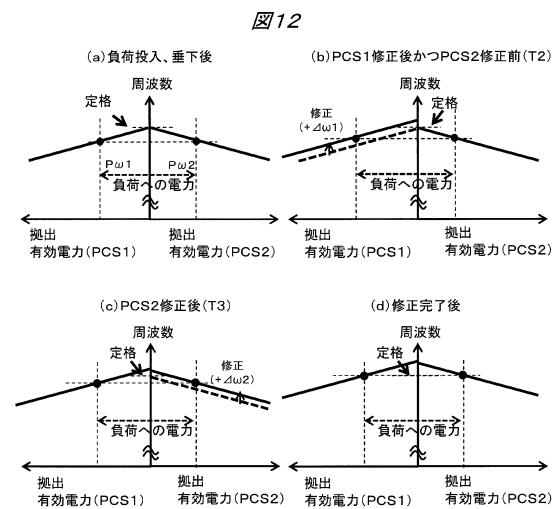 図12
(a)負荷投入、垂下後
周波数
定格
Pω1
Pω2
負荷への電力
拠出
有効電力(PCS1)
拠出
有効電力(PCS2)
(b)PCS1修正後かつPCS2修正前(T2)
周波数
修正
(+⊿ω1)
定格
負荷への電力
拠出
有効電力(PCS1)
拠出
有効電力(PCS2)
(c)PCS2修正後(T3)
周波数
定格
修正
(+⊿ω2)
負荷への電力
拠出
有効電力(PCS1)
拠出
有効電力(PCS2)
(d)修正完了後
周波数
定格
負荷への電力
拠出
有効電力(PCS1)
拠出
有効電力(PCS2)